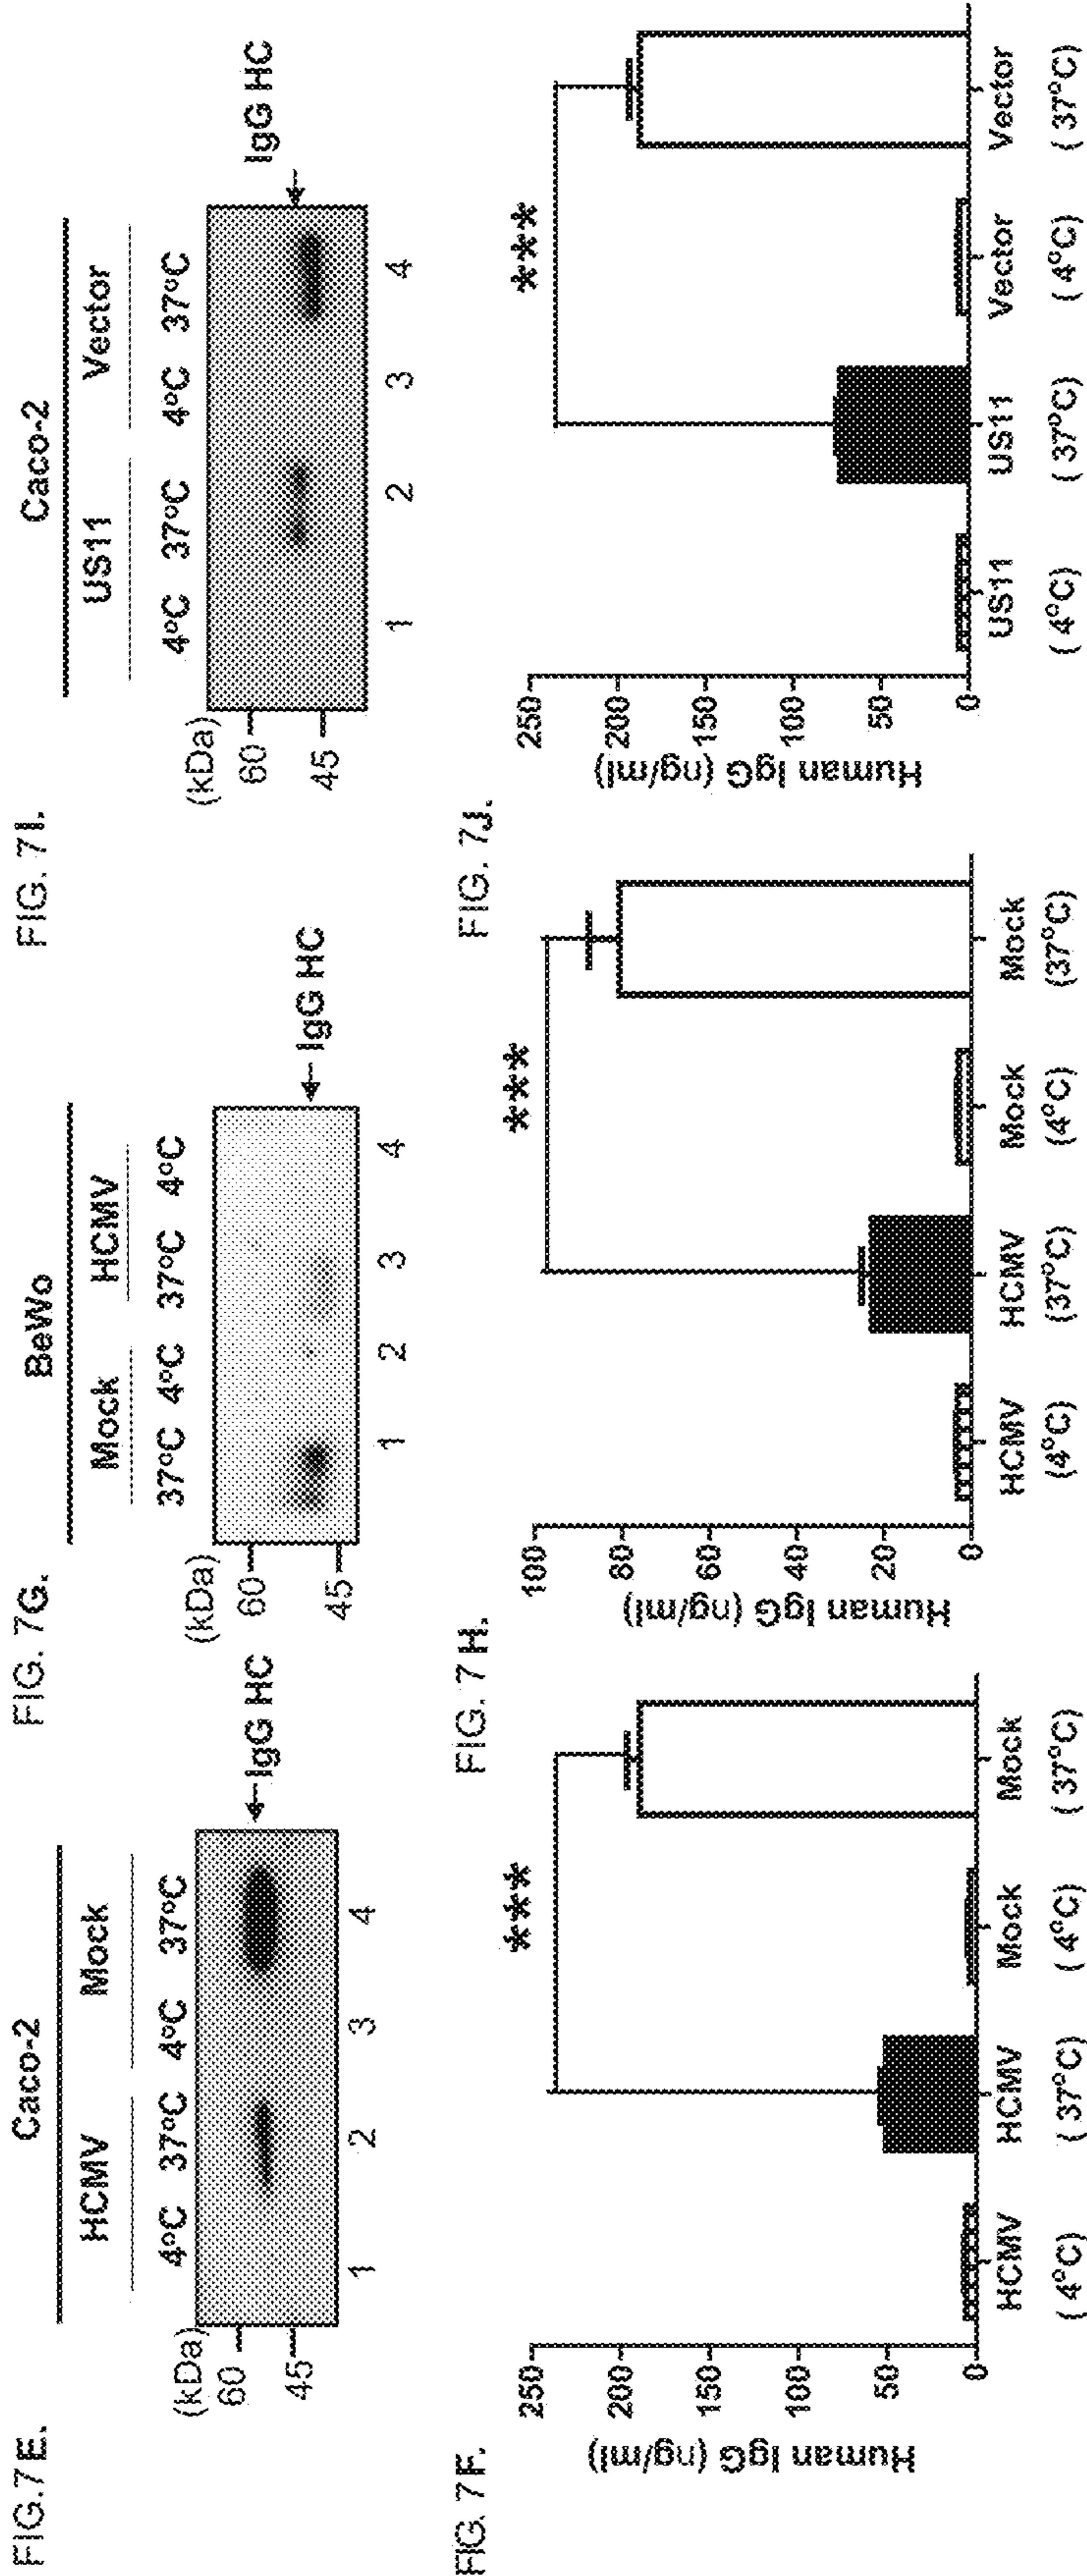 FIG.7E.
Caco-2
HCMV Mock
4°C 37°C 4°C 37°C
(kDa)
60
45
IgG HC
1 2 3 4
FIG. 7G.
BeWo
Mock HCMV
37°C 4°C 37°C 4°C
(kDa)
60
45
IgG HC
1 2 3 4
FIG. 7I.
Caco-2
US11 Vector
4°C 37°C 4°C 37°C
(kDa)
60
45
IgG HC
1 2 3 4
FIG. 7F.
Human IgG (ng/ml)
250
200
150
100
50
0
***
HCMV HCMV Mock Mock
( 4°C) ( 37°C) ( 4°C) ( 37°C)
FIG. 7H.
Human IgG (ng/ml)
100
80
60
40
20
0
***
HCMV HCMV Mock Mock
(4°C) (37°C) (4°C) (37°C)
FIG. 7J.
Human IgG (ng/ml)
250
200
150
100
50
0
***
US11 US11 Vector Vector
( 4°C) ( 37°C) ( 4°C) ( 37°C)